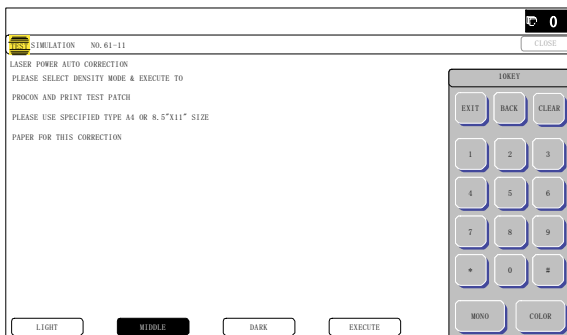 0
TEST SIMULATION NO.61-11
CLOSE
LASER POWER AUTO CORRECTION
PLEASE SELECT DENSITY MODE & EXECUTE TO
PROCON AND PRINT TEST PATCH
PLEASE USE SPECIFIED TYPE A4 OR 8.5"X11" SIZE
PAPER FOR THIS CORRECTION
10KEY
EXIT BACK CLEAR
1 2 3
4 5 6
7 8 9
* 0 #
MONO COLOR
LIGHT MIDDLE DARK EXECUTE